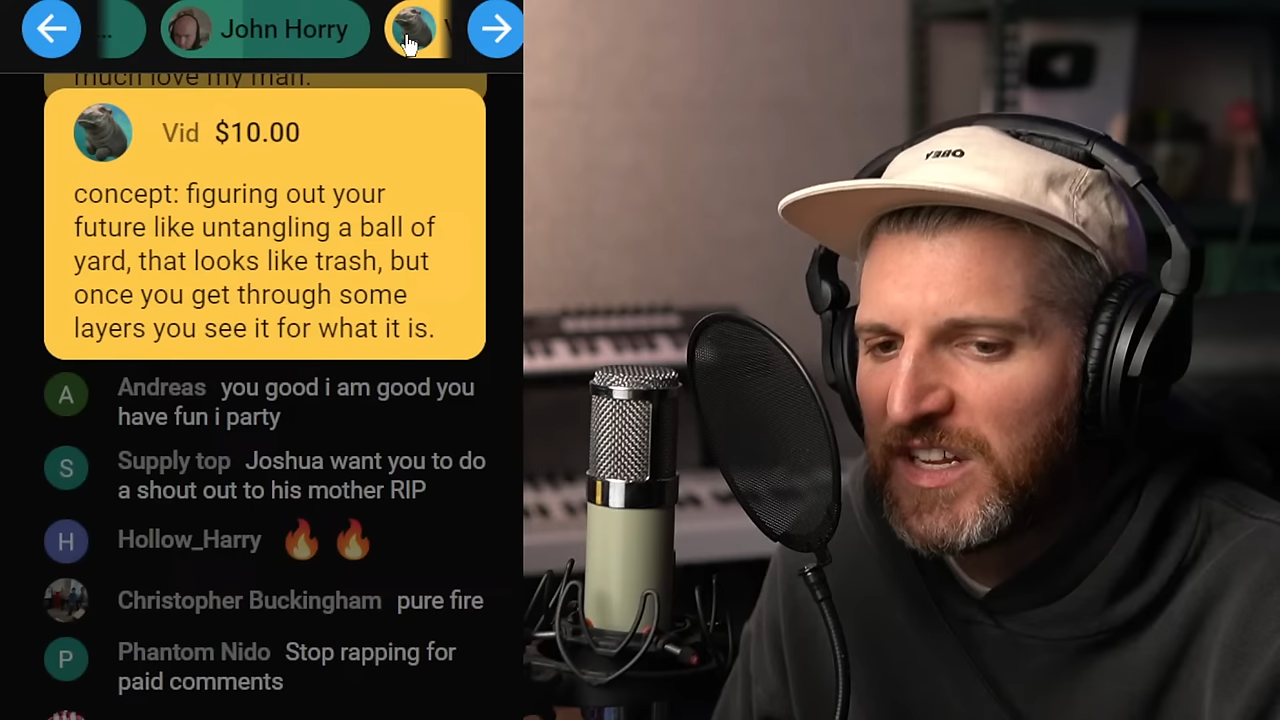 ...
John Horry
much love my man.
Vid $10.00
concept: figuring out your
future like untangling a ball of
yard, that looks like trash, but
once you get through some
layers you see it for what it is.
A
Andreas you good i am good you
have fun i party
S
Supply top Joshua want you to do
a shout out to his mother RIP
H
Hollow_Harry 🔥 🔥
Christopher Buckingham pure fire
P
Phantom Nido Stop rapping for
paid comments
OBEY